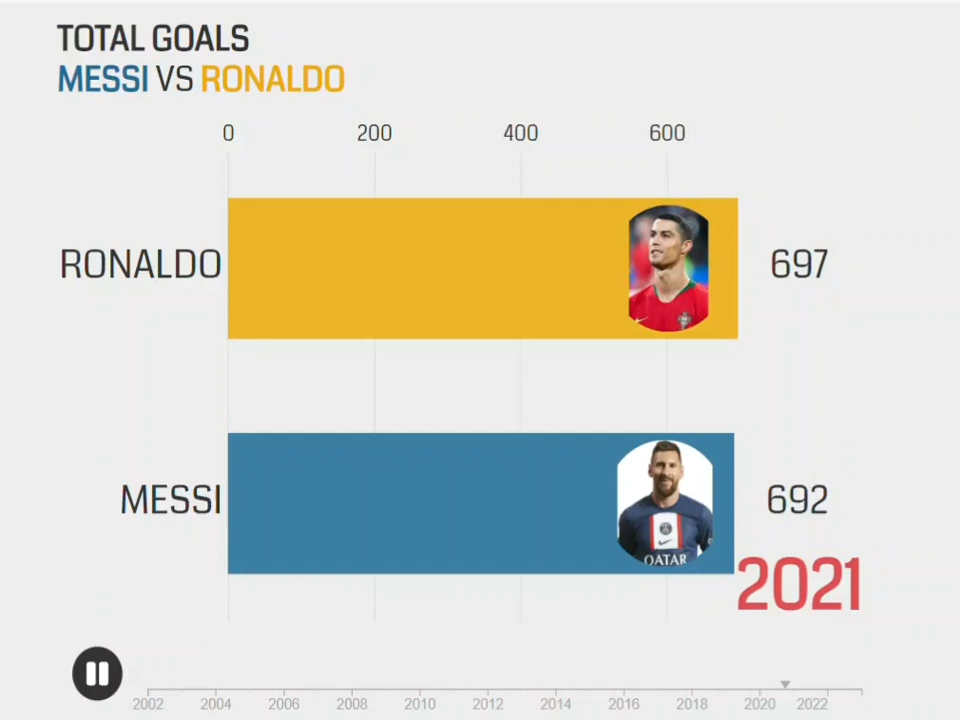 TOTAL GOALS
MESSI VS RONALDO
0 200 400 600
RONALDO 697
MESSI 692
QATAR
2021
2002 2004 2006 2008 2010 2012 2014 2016 2018 2020 2022